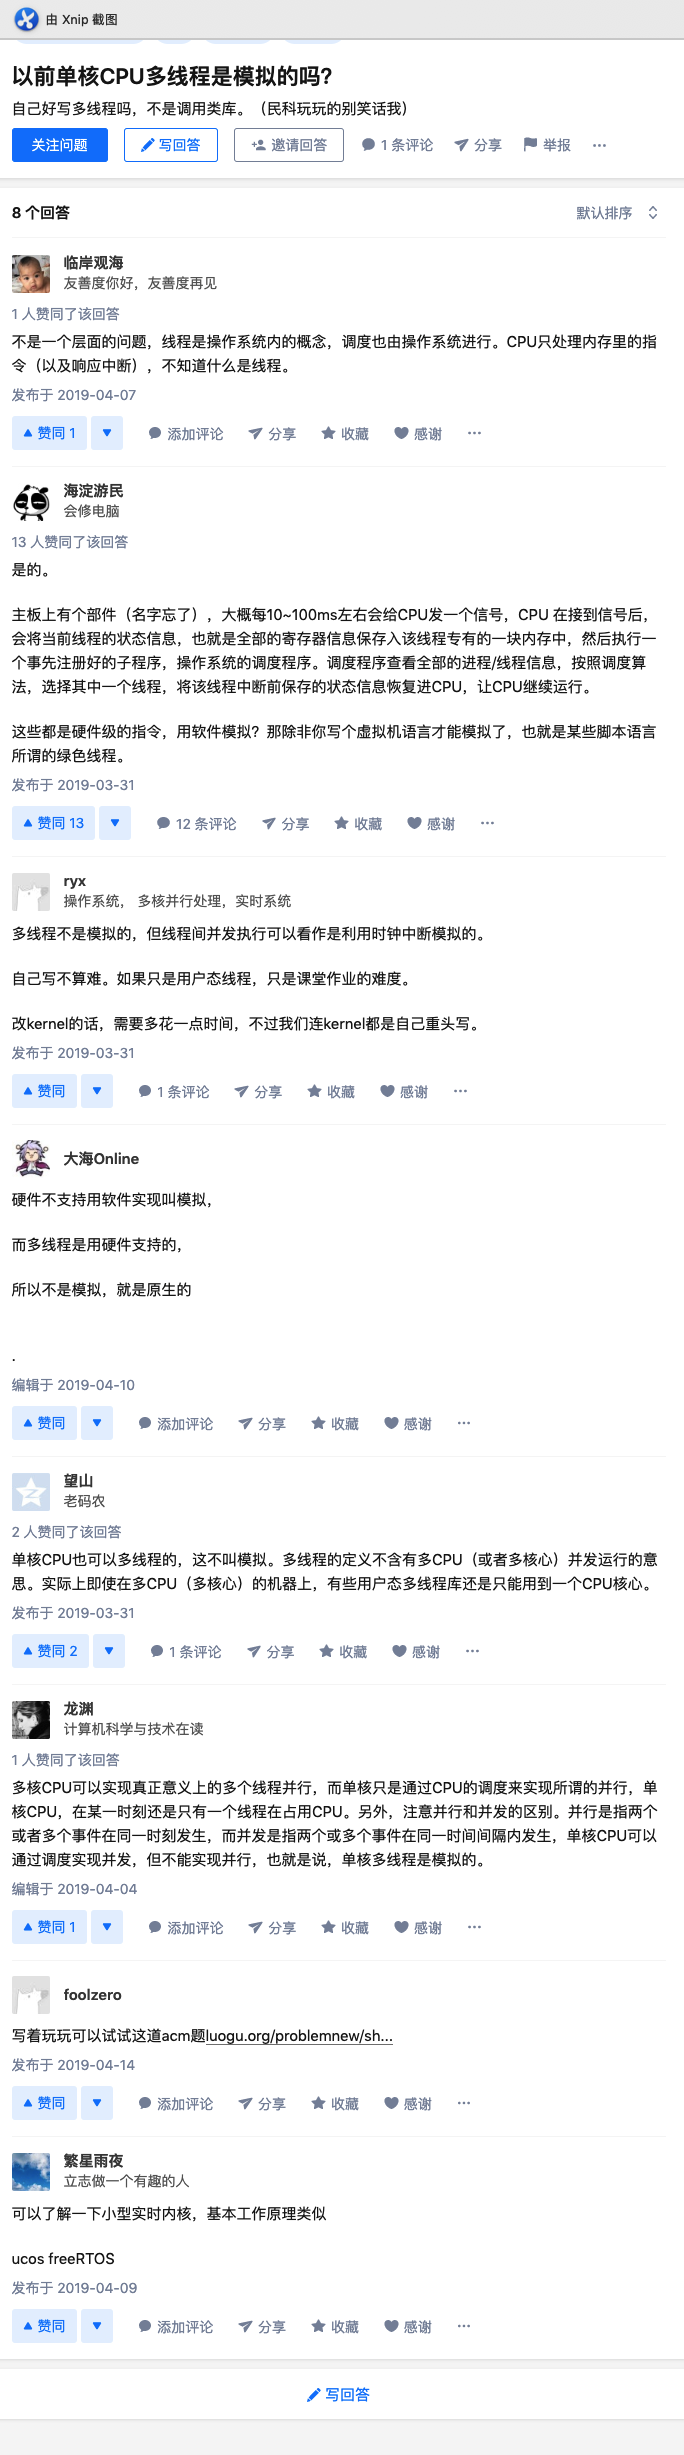 由 Xnip 截图
以前单核CPU多线程是模拟的吗?
自己好写多线程吗，不是调用类库。（民科玩玩的别笑话我）
关注问题 写回答 邀请回答 1 条评论 分享 举报 ···
8 个回答 默认排序
临岸观海
友善度你好，友善度再见
1 人赞同了该回答
不是一个层面的问题，线程是操作系统内的概念，调度也由操作系统进行。CPU只处理内存里的指
令（以及响应中断），不知道什么是线程。
发布于 2019-04-07
赞同 1 添加评论 分享 收藏 感谢 ···
海淀游民
会修电脑
13 人赞同了该回答
是的。
主板上有个部件（名字忘了），大概每10~100ms左右会给CPU发一个信号，CPU 在接到信号后，
会将当前线程的状态信息，也就是全部的寄存器信息保存入该线程专有的一块内存中，然后执行一
个事先注册好的子程序，操作系统的调度程序。调度程序查看全部的进程/线程信息，按照调度算
法，选择其中一个线程，将该线程中断前保存的状态信息恢复进CPU，让CPU继续运行。
这些都是硬件级的指令，用软件模拟？那除非你写个虚拟机语言才能模拟了，也就是某些脚本语言
所谓的绿色线程。
发布于 2019-03-31
赞同 13 12 条评论 分享 收藏 感谢 ···
ryx
操作系统， 多核并行处理，实时系统
多线程不是模拟的，但线程间并发执行可以看作是利用时钟中断模拟的。
自己写不算难。如果只是用户态线程，只是课堂作业的难度。
改kernel的话，需要多花一点时间，不过我们连kernel都是自己重头写。
发布于 2019-03-31
赞同 1 条评论 分享 收藏 感谢 ···
大海Online
硬件不支持用软件实现叫模拟，
而多线程是用硬件支持的，
所以不是模拟，就是原生的
.
编辑于 2019-04-10
赞同 添加评论 分享 收藏 感谢 ···
望山
老码农
2 人赞同了该回答
单核CPU也可以多线程的，这不叫模拟。多线程的定义不含有多CPU（或者多核心）并发运行的意
思。实际上即使在多CPU（多核心）的机器上，有些用户态多线程库还是只能用到一个CPU核心。
发布于 2019-03-31
赞同 2 1 条评论 分享 收藏 感谢 ···
龙渊
计算机科学与技术在读
1 人赞同了该回答
多核CPU可以实现真正意义上的多个线程并行，而单核只是通过CPU的调度来实现所谓的并行，单
核CPU，在某一时刻还是只有一个线程在占用CPU。另外，注意并行和并发的区别。并行是指两个
或者多个事件在同一时刻发生，而并发是指两个或多个事件在同一时间间隔内发生，单核CPU可以
通过调度实现并发，但不能实现并行，也就是说，单核多线程是模拟的。
编辑于 2019-04-04
赞同 1 添加评论 分享 收藏 感谢 ···
foolzero
写着玩玩可以试试这道acm题luogu.org/problemnew/sh...
发布于 2019-04-14
赞同 添加评论 分享 收藏 感谢 ···
繁星雨夜
立志做一个有趣的人
可以了解一下小型实时内核，基本工作原理类似
ucos freeRTOS
发布于 2019-04-09
赞同 添加评论 分享 收藏 感谢 ···
写回答